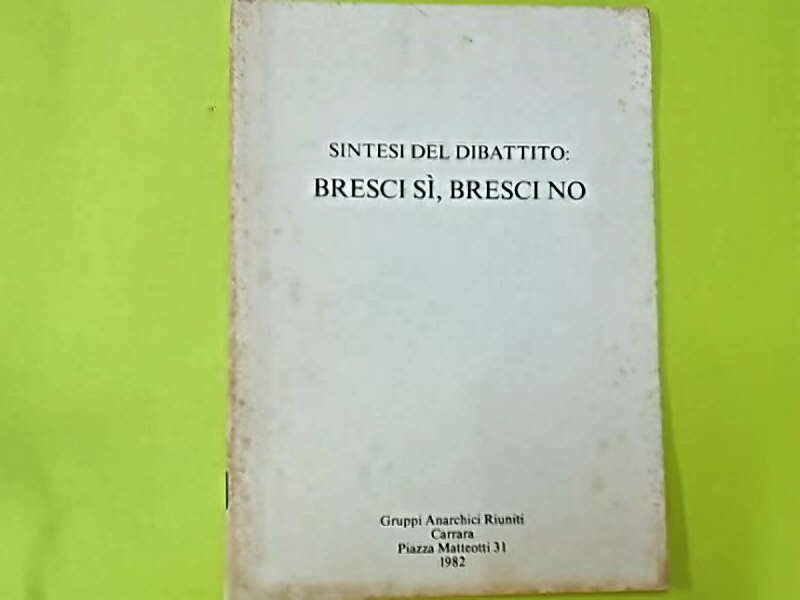 SINTESI DEL DIBATTITO:
BRESCI SÌ, BRESCI NO
Gruppi Anarchici Riuniti
Carrara
Piazza Matteotti 31
1982